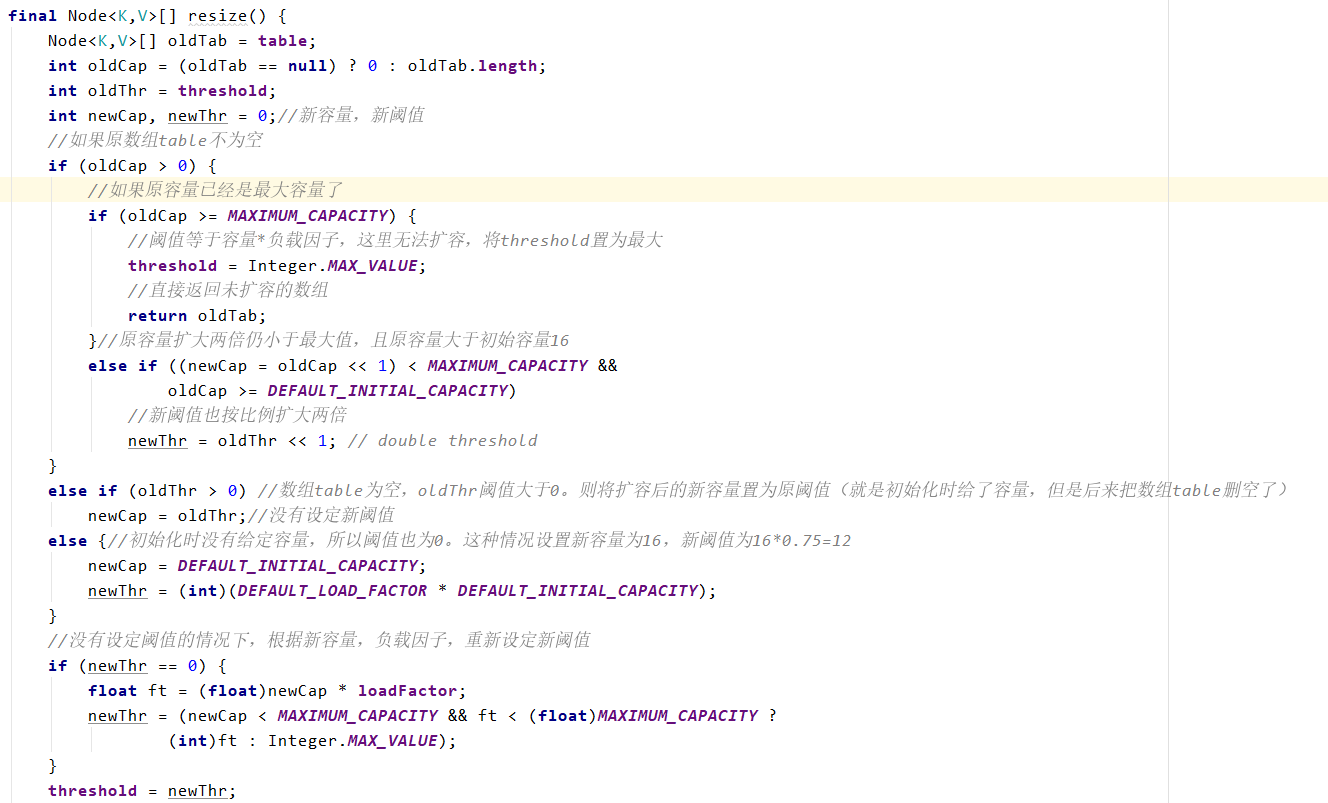 final Node<K,V>[] resize() {
    Node<K,V>[] oldTab = table;
    int oldCap = (oldTab == null) ? 0 : oldTab.length;
    int oldThr = threshold;
    int newCap, newThr = 0;//新容量，新阈值
    //如果原数组table不为空
    if (oldCap > 0) {
        //如果原容量已经是最大容量了
        if (oldCap >= MAXIMUM_CAPACITY) {
            //阈值等于容量*负载因子，这里无法扩容，将threshold置为最大
            threshold = Integer.MAX_VALUE;
            //直接返回未扩容的数组
            return oldTab;
        }//原容量扩大两倍仍小于最大值，且原容量大于初始容量16
        else if ((newCap = oldCap << 1) < MAXIMUM_CAPACITY &&
                oldCap >= DEFAULT_INITIAL_CAPACITY)
            //新阈值也按比例扩大两倍
            newThr = oldThr << 1; // double threshold
    }
    else if (oldThr > 0) //数组table为空，oldThr阈值大于0。则将扩容后的新容量置为原阈值（就是初始化时给了容量，但是后来把数组table删空了）
        newCap = oldThr;//没有设定新阈值
    else {//初始化时没有给定容量，所以阈值也为0。这种情况设置新容量为16，新阈值为16*0.75=12
        newCap = DEFAULT_INITIAL_CAPACITY;
        newThr = (int)(DEFAULT_LOAD_FACTOR * DEFAULT_INITIAL_CAPACITY);
    }
    //没有设定阈值的情况下，根据新容量，负载因子，重新设定新阈值
    if (newThr == 0) {
        float ft = (float)newCap * loadFactor;
        newThr = (newCap < MAXIMUM_CAPACITY && ft < (float)MAXIMUM_CAPACITY ?
                (int)ft : Integer.MAX_VALUE);
    }
    threshold = newThr;